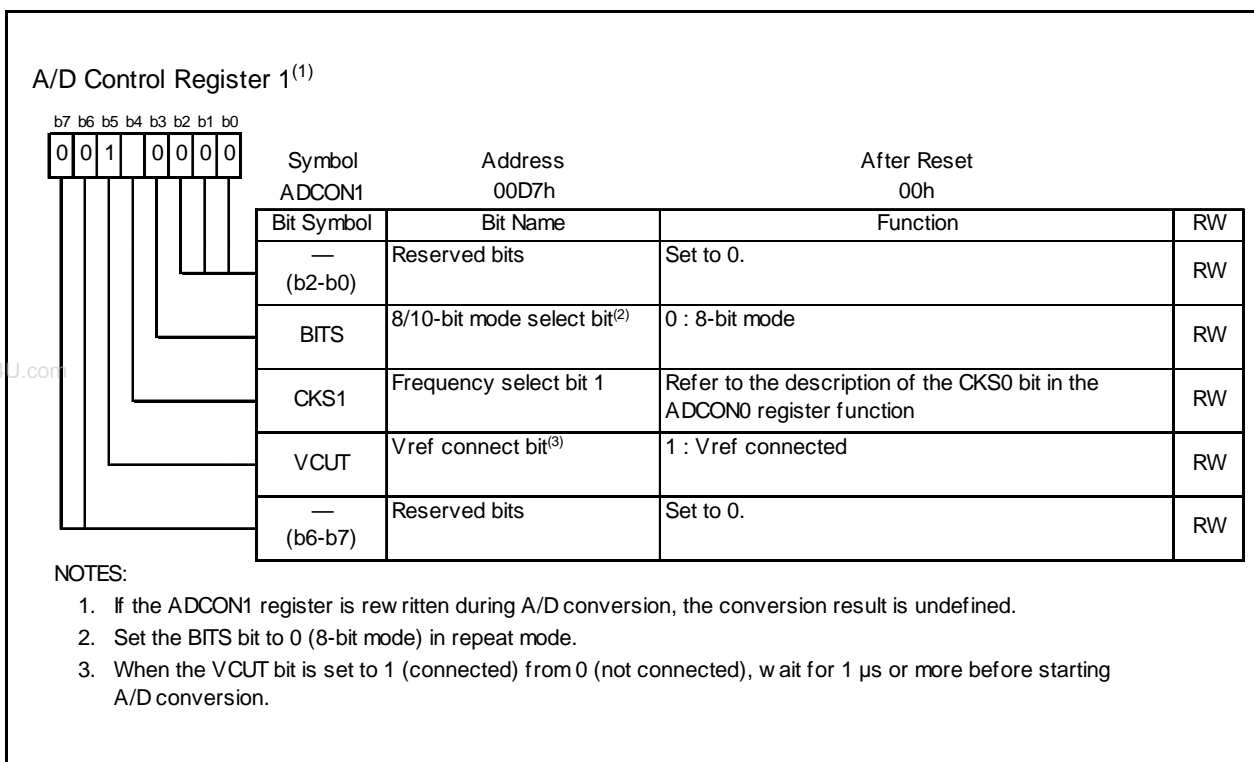 A/D Control Register 1(1)
b7 b6 b5 b4 b3 b2 b1 b0
0 0 1 0 0 0 0
Symbol Address After Reset
ADCON1 00D7h 00h
Bit Symbol Bit Name Function RW
— (b2-b0) Reserved bits Set to 0. RW
BITS 8/10-bit mode select bit(2) 0 : 8-bit mode RW
CKS1 Frequency select bit 1 Refer to the description of the CKS0 bit in the
ADCON0 register function RW
VCUT Vref connect bit(3) 1 : Vref connected RW
— (b6-b7) Reserved bits Set to 0. RW
NOTES:
1. If the ADCON1 register is rewritten during A/D conversion, the conversion result is undefined.
2. Set the BITS bit to 0 (8-bit mode) in repeat mode.
3. When the VCUT bit is set to 1 (connected) from 0 (not connected), wait for 1 µs or more before starting
A/D conversion.
U.com